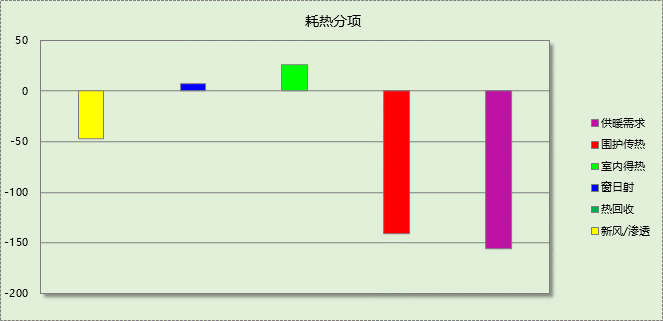 耗热分项
50
0
-50
-100
-150
-200
供暖需求
围护传热
室内得热
窗日射
热回收
新风/渗透